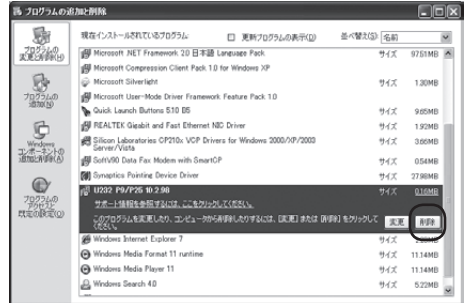 プログラムの追加と削除
プログラムの
変更と削除(H)
プログラムの
追加(N)
Windows
コンポーネントの
追加と削除(A)
プログラムの
アクセスと
既定の設定(O)
現在インストールされているプログラム:
更新プログラムの表示(D)
並べ替え(S):
名前
Microsoft .NET Framework 2.0 日本語 Language Pack
サイズ 97.51MB
Microsoft Compression Client Pack 1.0 for Windows XP
Microsoft Silverlight
サイズ 1.30MB
Microsoft User-Mode Driver Framework Feature Pack 1.0
Quick Launch Buttons 5.10 B5
サイズ 9.65MB
REALTEK Gigabit and Fast Ethernet NIC Driver
サイズ 1.92MB
Silicon Laboratories CP210x VCP Drivers for Windows 2000/XP/2003
Server/Vista
サイズ 3.66MB
SoftV90 Data Fax Modem with SmartCP
サイズ 0.54MB
Synaptics Pointing Device Driver
サイズ 27.98MB
U232 P9/P25 10.2.98
サイズ 0.16MB
サポート情報を参照するには、ここをクリックしてください。
このプログラムを変更したり、コンピュータから削除したりするには、[変更] または [削除] をクリックして
ください。
変更
削除
Windows Internet Explorer 7
サイズ
Windows Media Format 11 runtime
サイズ 11.14MB
Windows Media Player 11
サイズ 11.14MB
Windows Search 4.0
サイズ 5.22MB